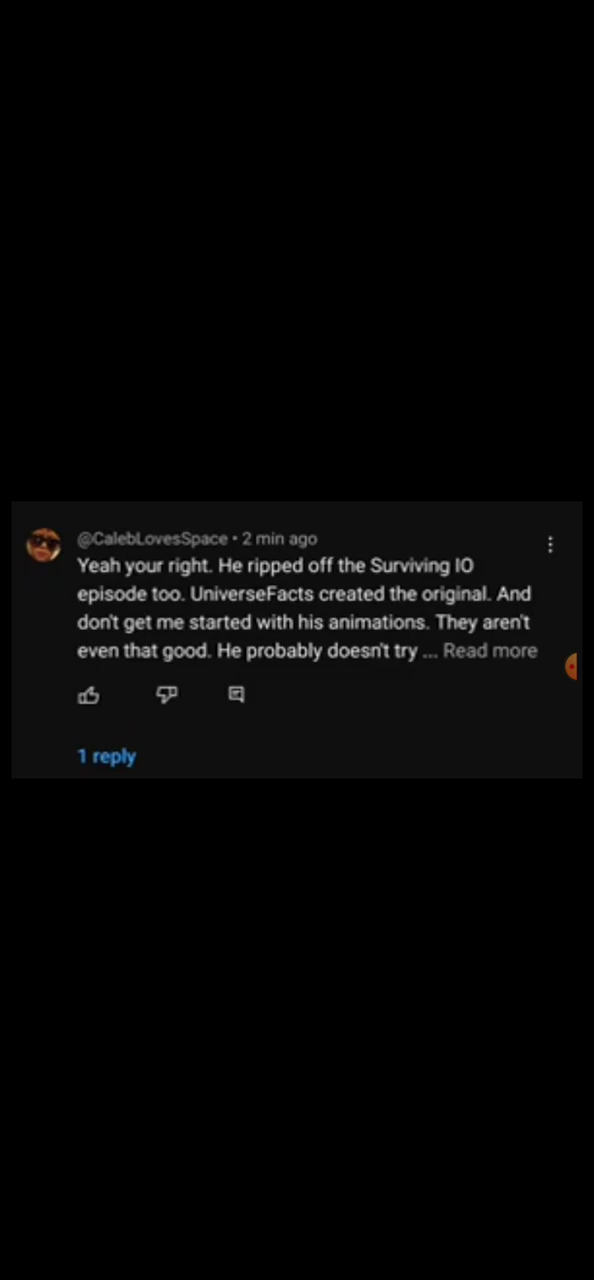 @CalebLovesSpace • 2 min ago
Yeah your right. He ripped off the Surviving IO
episode too. UniverseFacts created the original. And
don't get me started with his animations. They aren't
even that good. He probably doesn't try ... Read more
1 reply